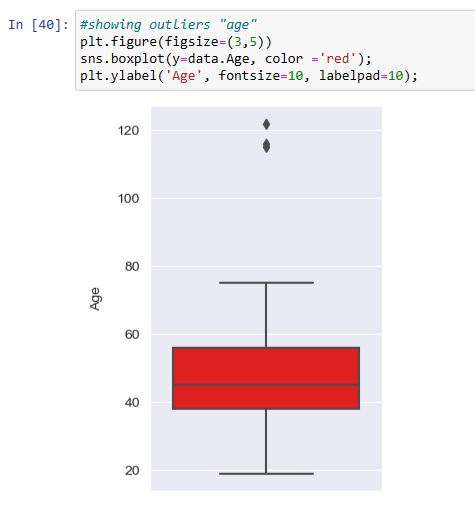 In [40]: #showing outliers "age"
plt.figure(figsize=(3,5))
sns.boxplot(y=data.Age, color ='red');
plt.ylabel('Age', fontsize=10, labelpad=10);
120
100
80
Age
60
40
20